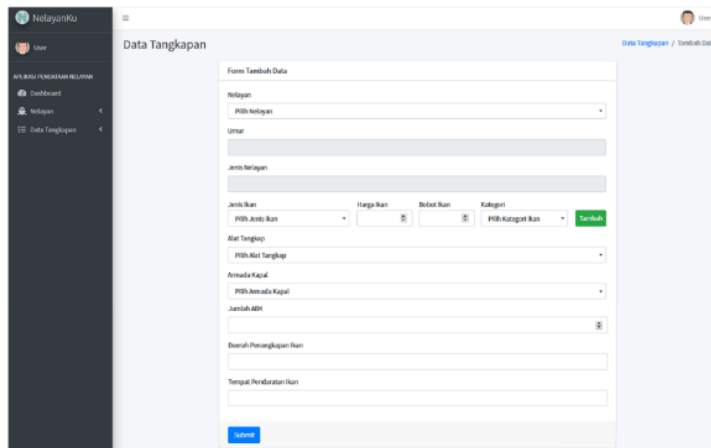 NelayanKu
User
User
APLIKASI PENDATAAN NELAYAN
Dashboard
Nelayan
Data Tangkapan
Data Tangkapan
Data Tangkapan / Tambah Dat
Form Tambah Data
Nelayan
Pilih Nelayan
Umur
Jenis Nelayan
Jenis Ikan Harga Ikan Bobot Ikan Kategori
Pilih Jenis Ikan Pilih Kategori Ikan Tambah
Alat Tangkap
Pilih Alat Tangkap
Armada Kapal
Pilih Armada Kapal
Jumlah ABK
Daerah Penangkapan Ikan
Tempat Pendaratan Ikan
Submit